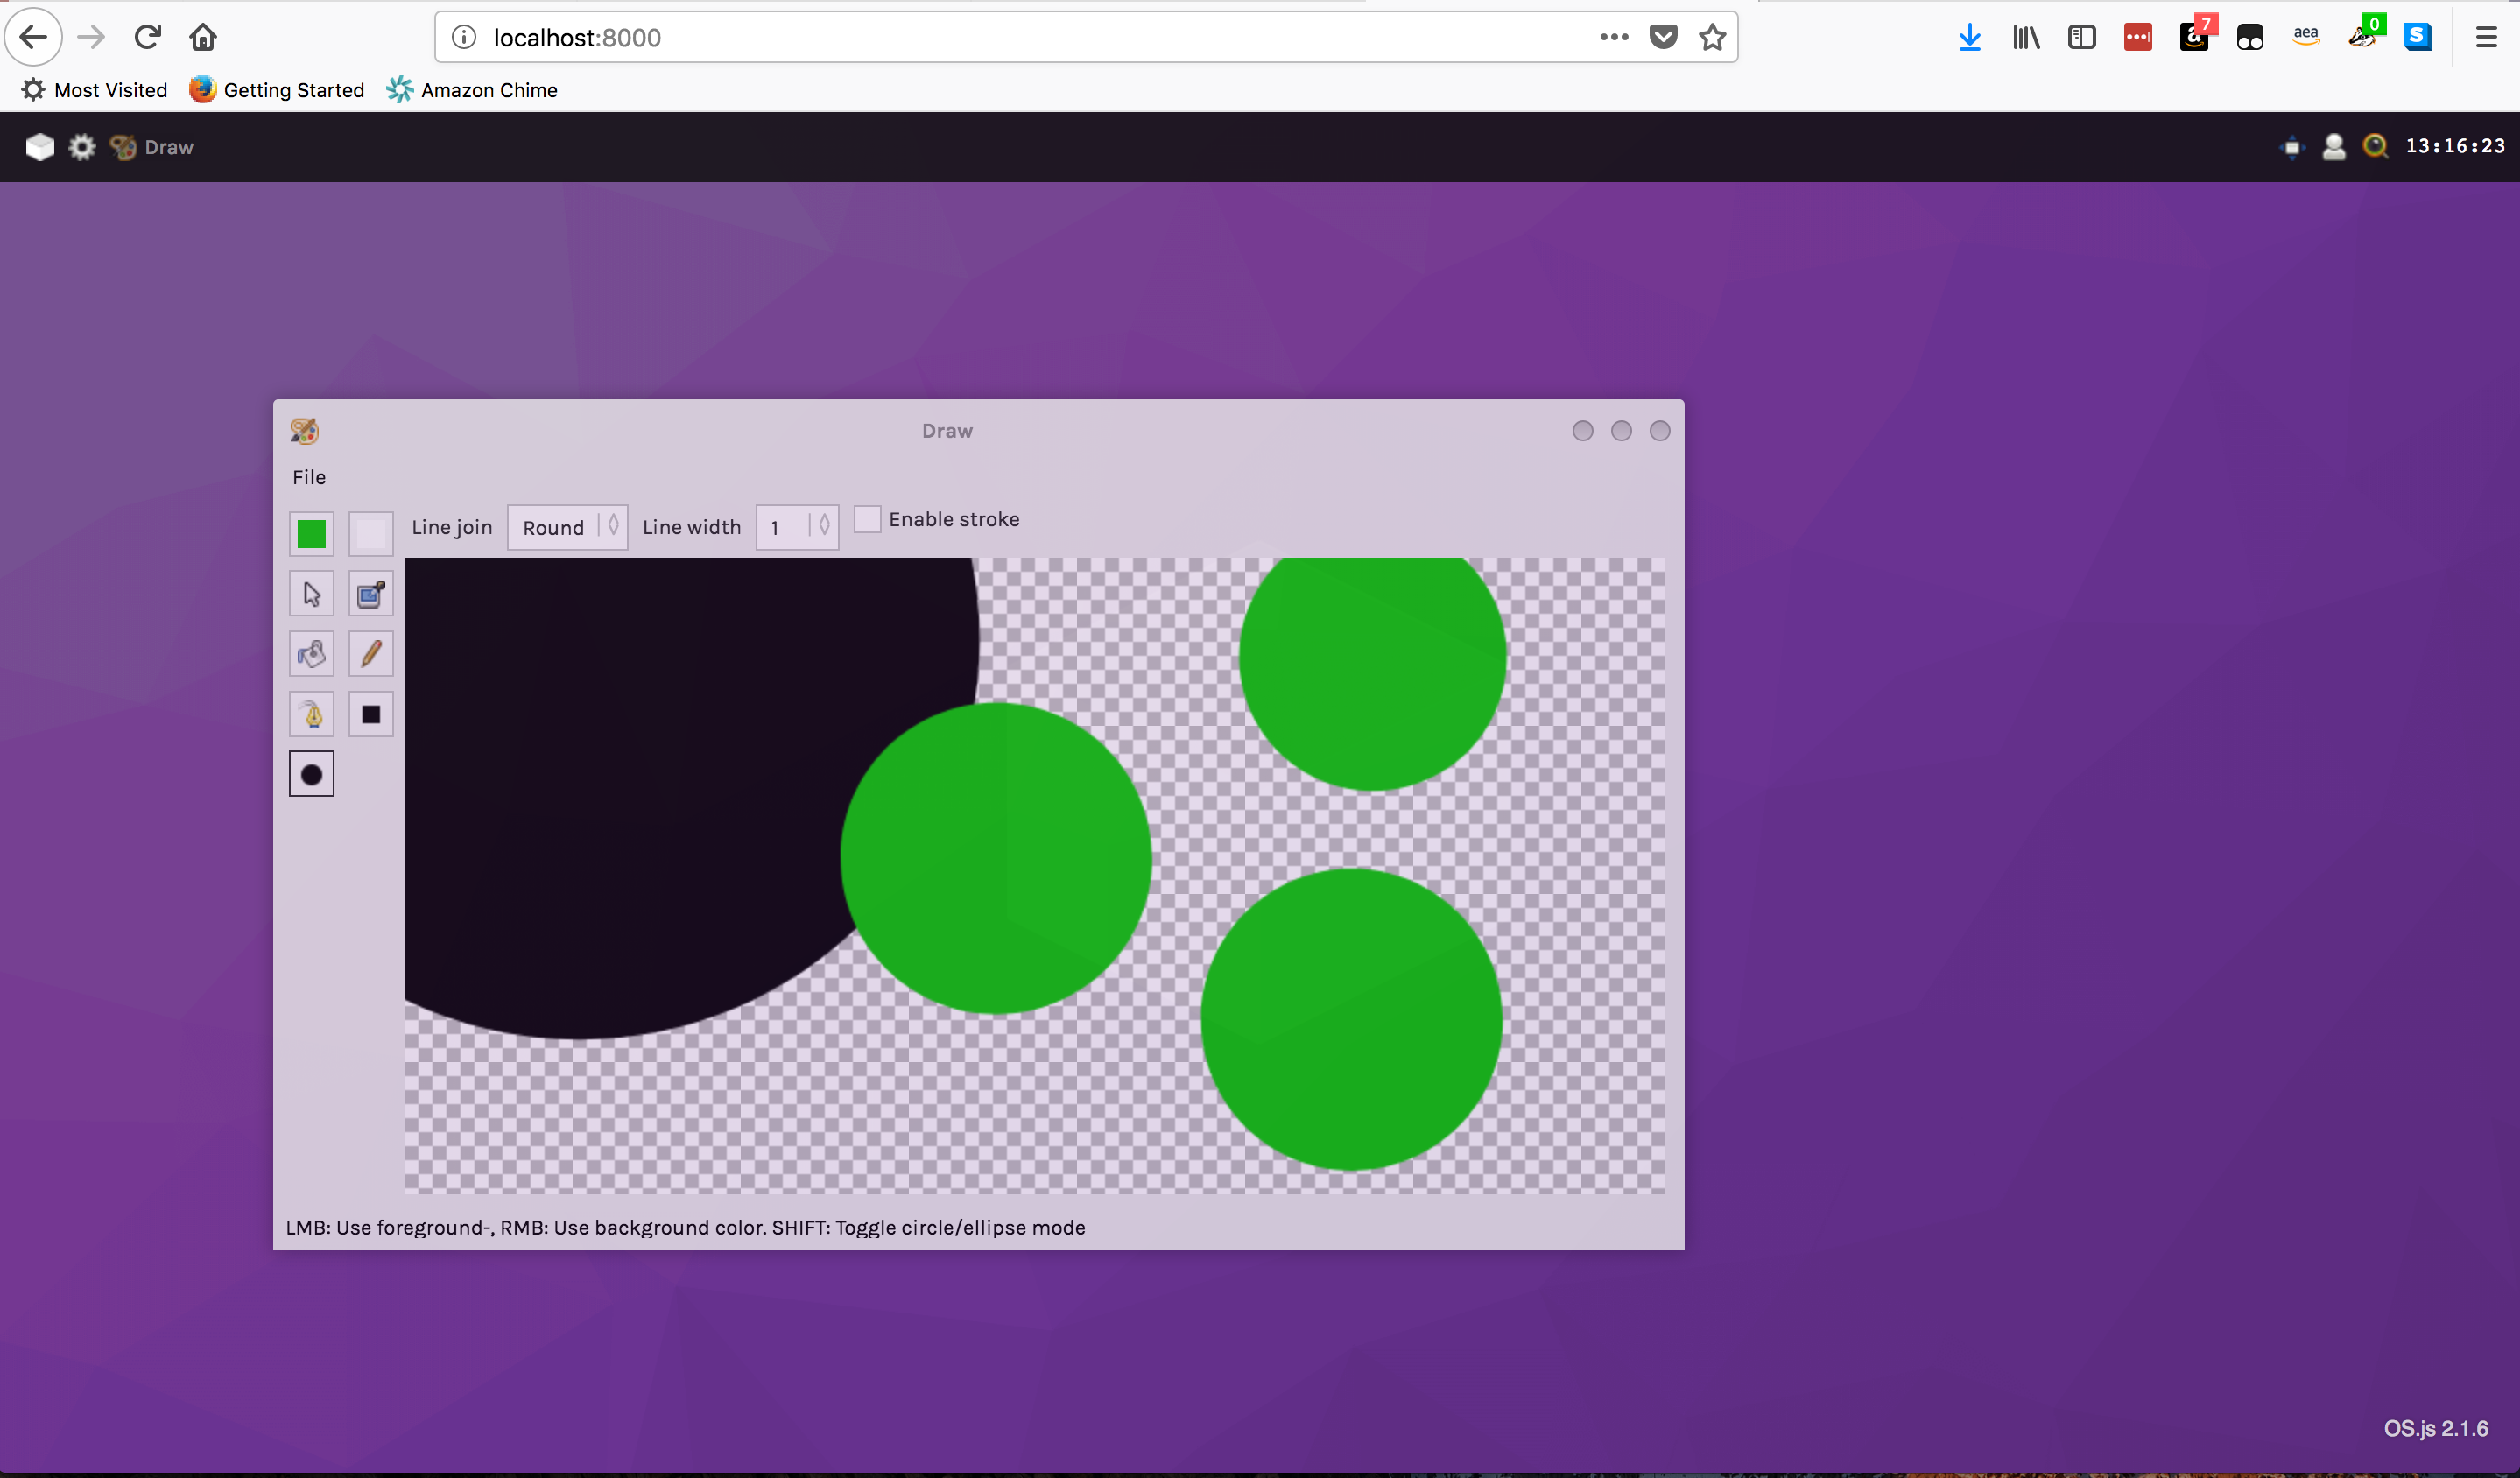 localhost:8000
7
0
a
aea
S
Most Visited Getting Started Amazon Chime
Draw
13:16:23
Draw
File
Line join Round Line width 1 Enable stroke
LMB: Use foreground-, RMB: Use background color. SHIFT: Toggle circle/ellipse mode
OS.js 2.1.6